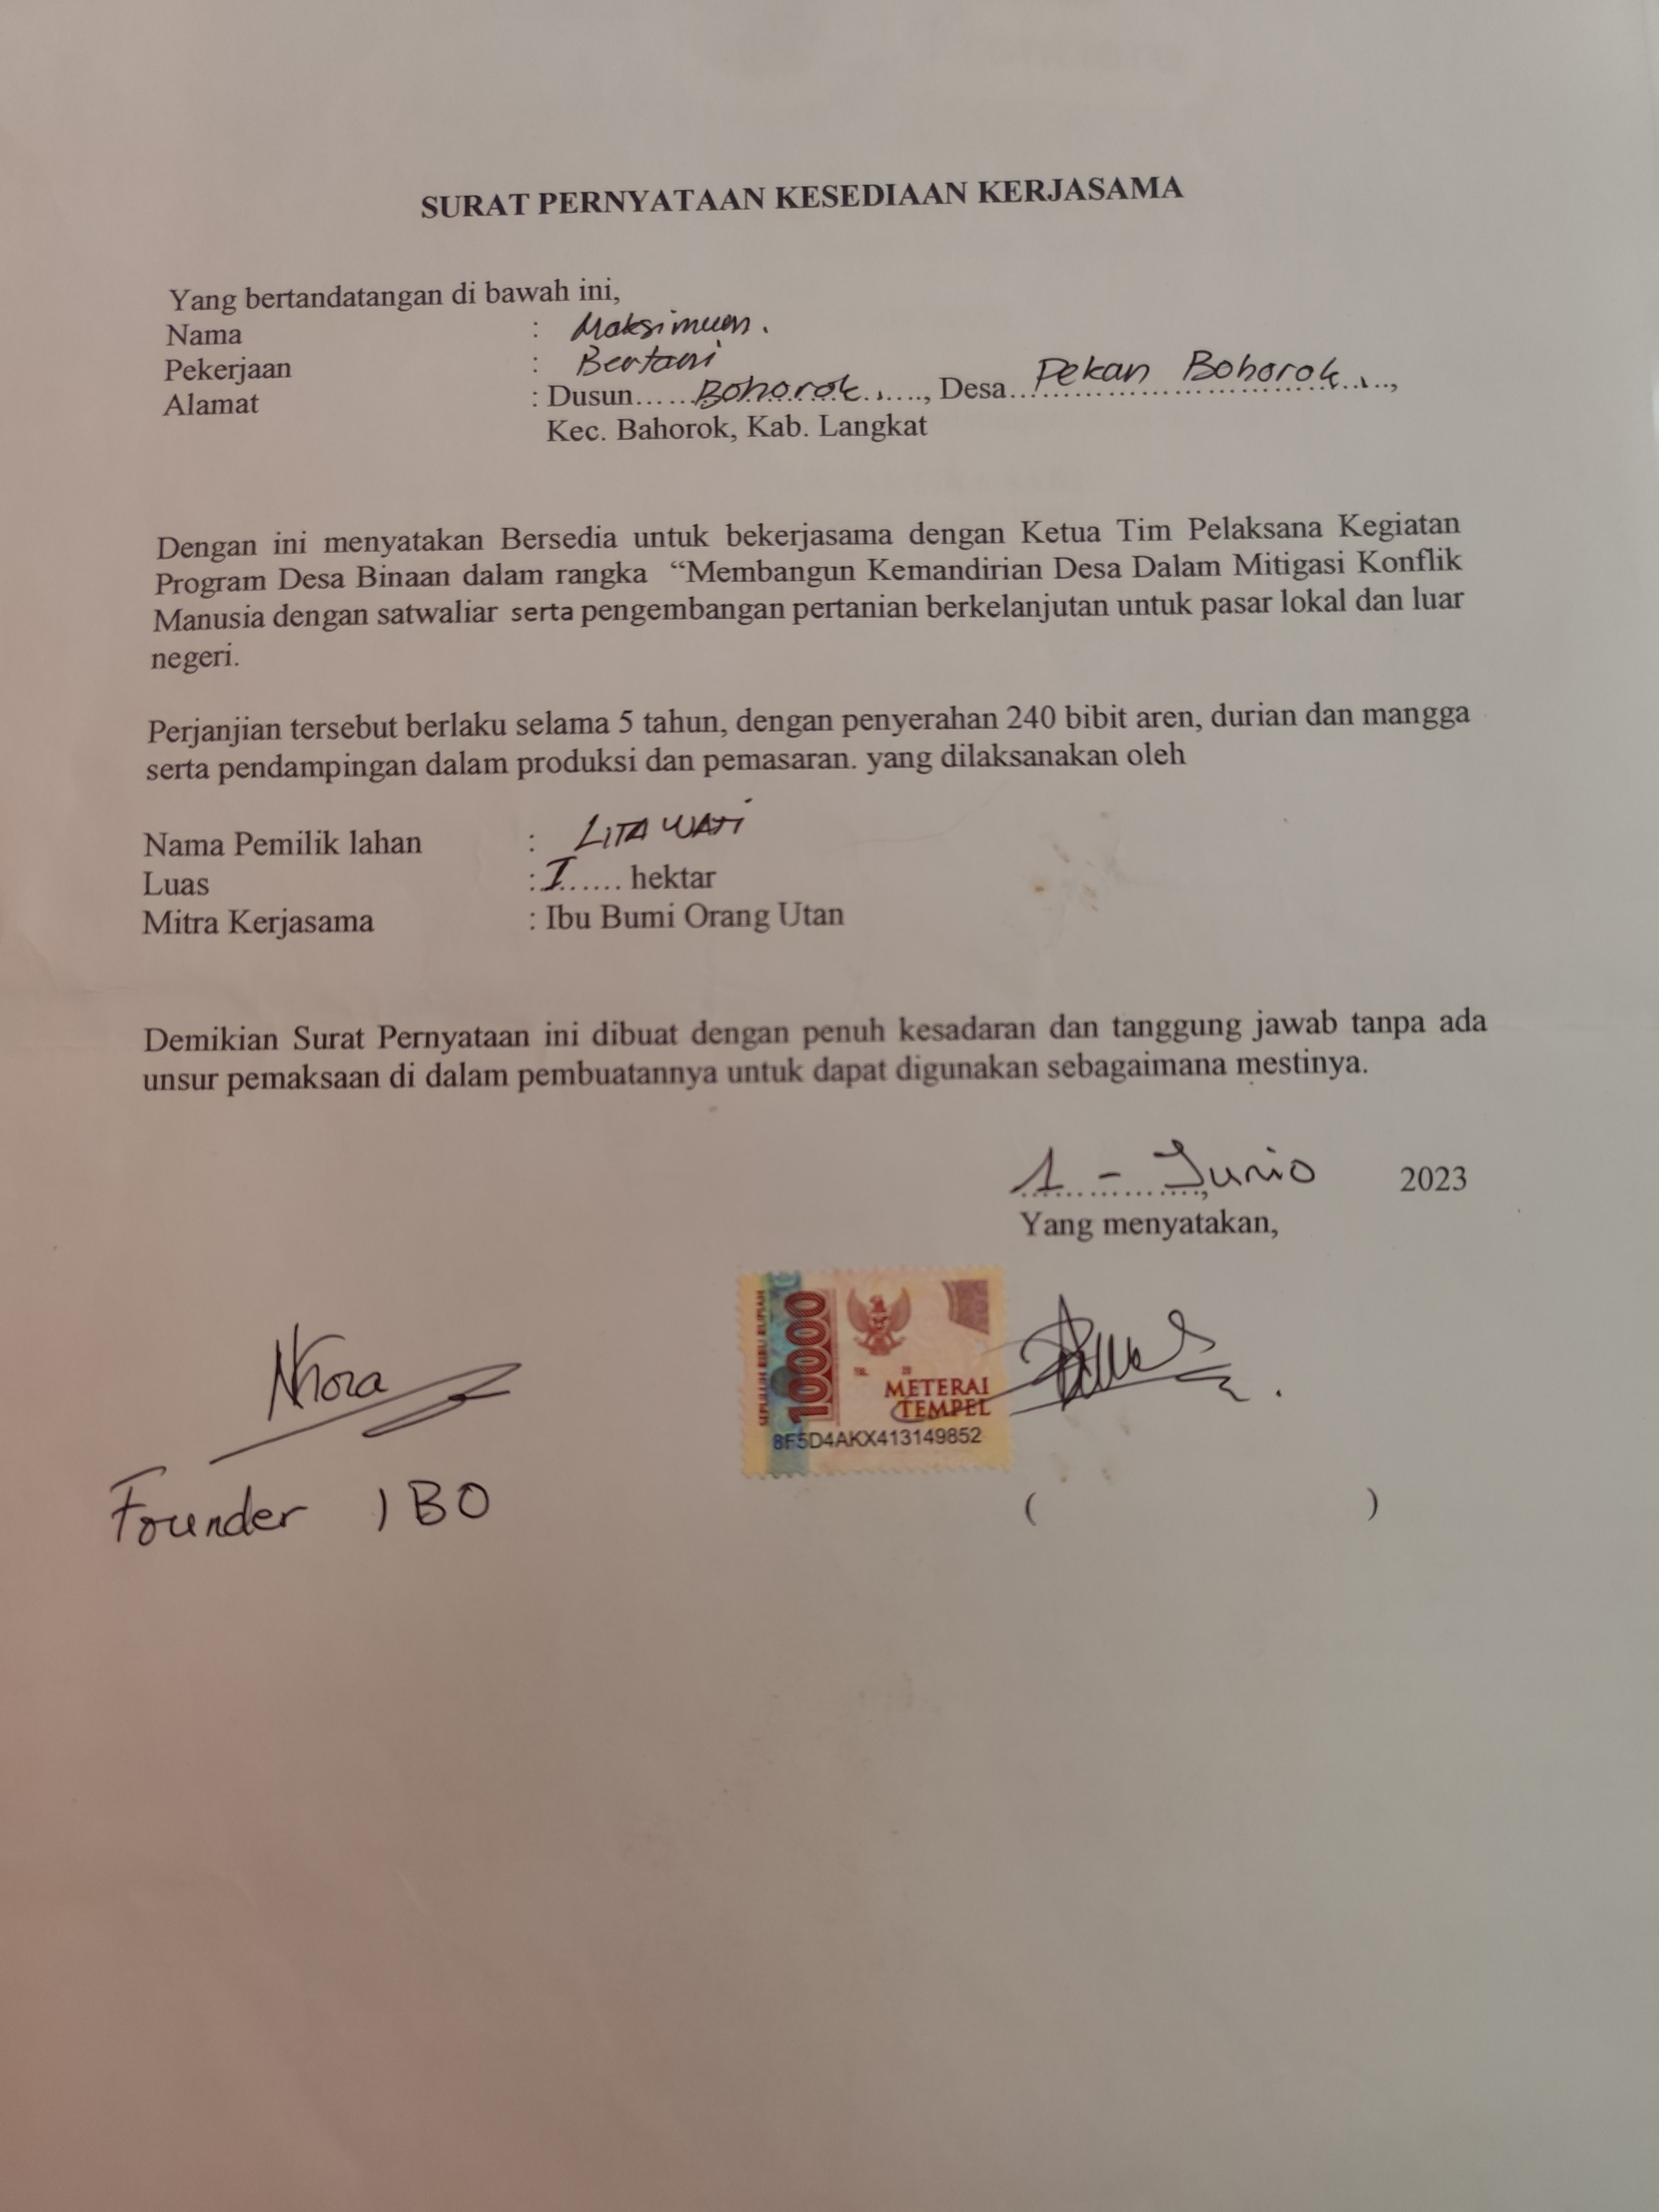 SURAT PERNYATAAN KESEDIAAN KERJASAMA
Yang bertandatangan di bawah ini,
Nama : Maksimum.
Pekerjaan : Bertani
Alamat : Dusun......Bohorok......, Desa...Pekan Bohorok......,
Kec. Bahorok, Kab. Langkat
Dengan ini menyatakan Bersedia untuk bekerjasama dengan Ketua Tim Pelaksana Kegiatan
Program Desa Binaan dalam rangka “Membangun Kemandirian Desa Dalam Mitigasi Konflik
Manusia dengan satwaliar serta pengembangan pertanian berkelanjutan untuk pasar lokal dan luar
negeri.
Perjanjian tersebut berlaku selama 5 tahun, dengan penyerahan 240 bibit aren, durian dan mangga
serta pendampingan dalam produksi dan pemasaran. yang dilaksanakan oleh
Nama Pemilik lahan : LITA WATI
Luas : I...... hektar
Mitra Kerjasama : Ibu Bumi Orang Utan
Demikian Surat Pernyataan ini dibuat dengan penuh kesadaran dan tanggung jawab tanpa ada
unsur pemaksaan di dalam pembuatannya untuk dapat digunakan sebagaimana mestinya.
1 - Junio 2023
Yang menyatakan,
SEPULUH RIBU RUPIAH
10000
TGL. 20
METERAI
TEMPEL
8F5D4AKX413149852
Founder IBO
( )